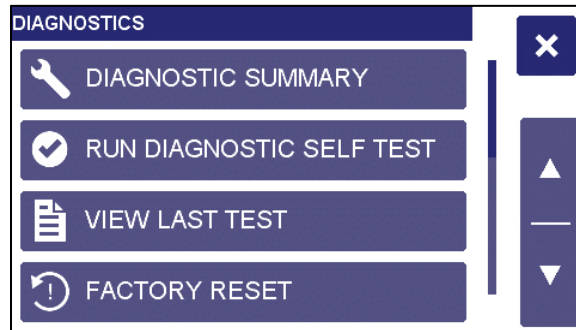 DIAGNOSTICS
DIAGNOSTIC SUMMARY
RUN DIAGNOSTIC SELF TEST
VIEW LAST TEST
FACTORY RESET